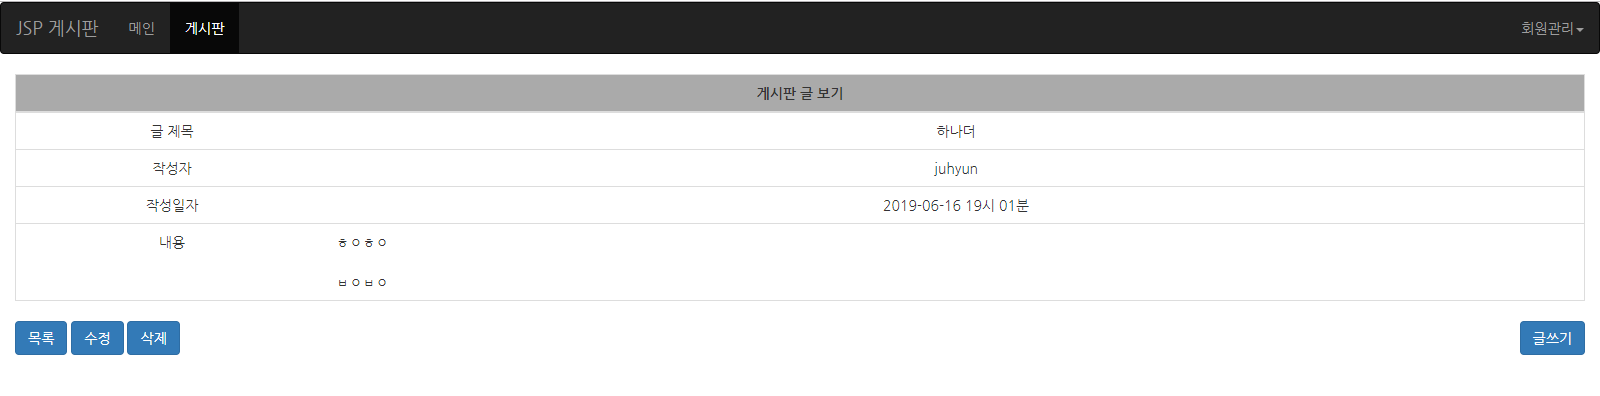 JSP 게시판 메인 게시판 회원관리
게시판 글 보기
글 제목 하나더
작성자 juhyun
작성일자 2019-06-16 19시 01분
내용 ㅎㅇㅎㅇ
ㅂㅇㅂㅇ
목록 수정 삭제 글쓰기